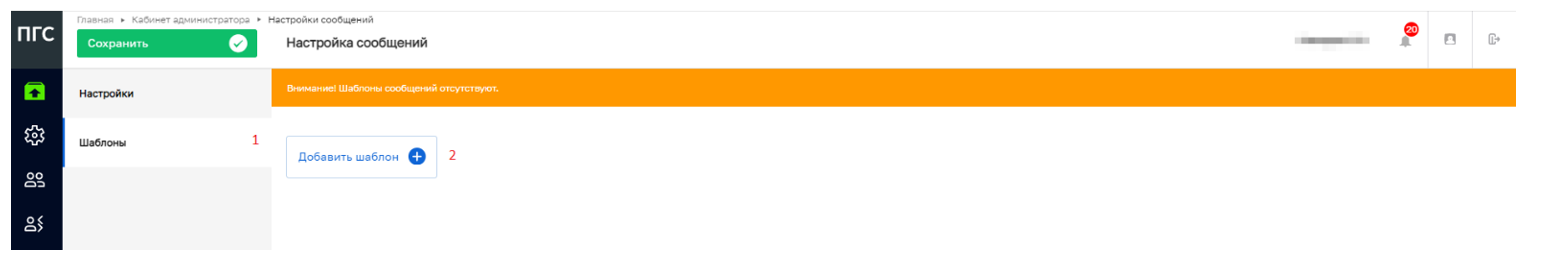 ПГС
Главная ▸ Кабинет администратора ▸ Настройки сообщений
Сохранить
Настройка сообщений
20
Настройки
Внимание! Шаблоны сообщений отсутствуют.
Шаблоны 1
Добавить шаблон 2